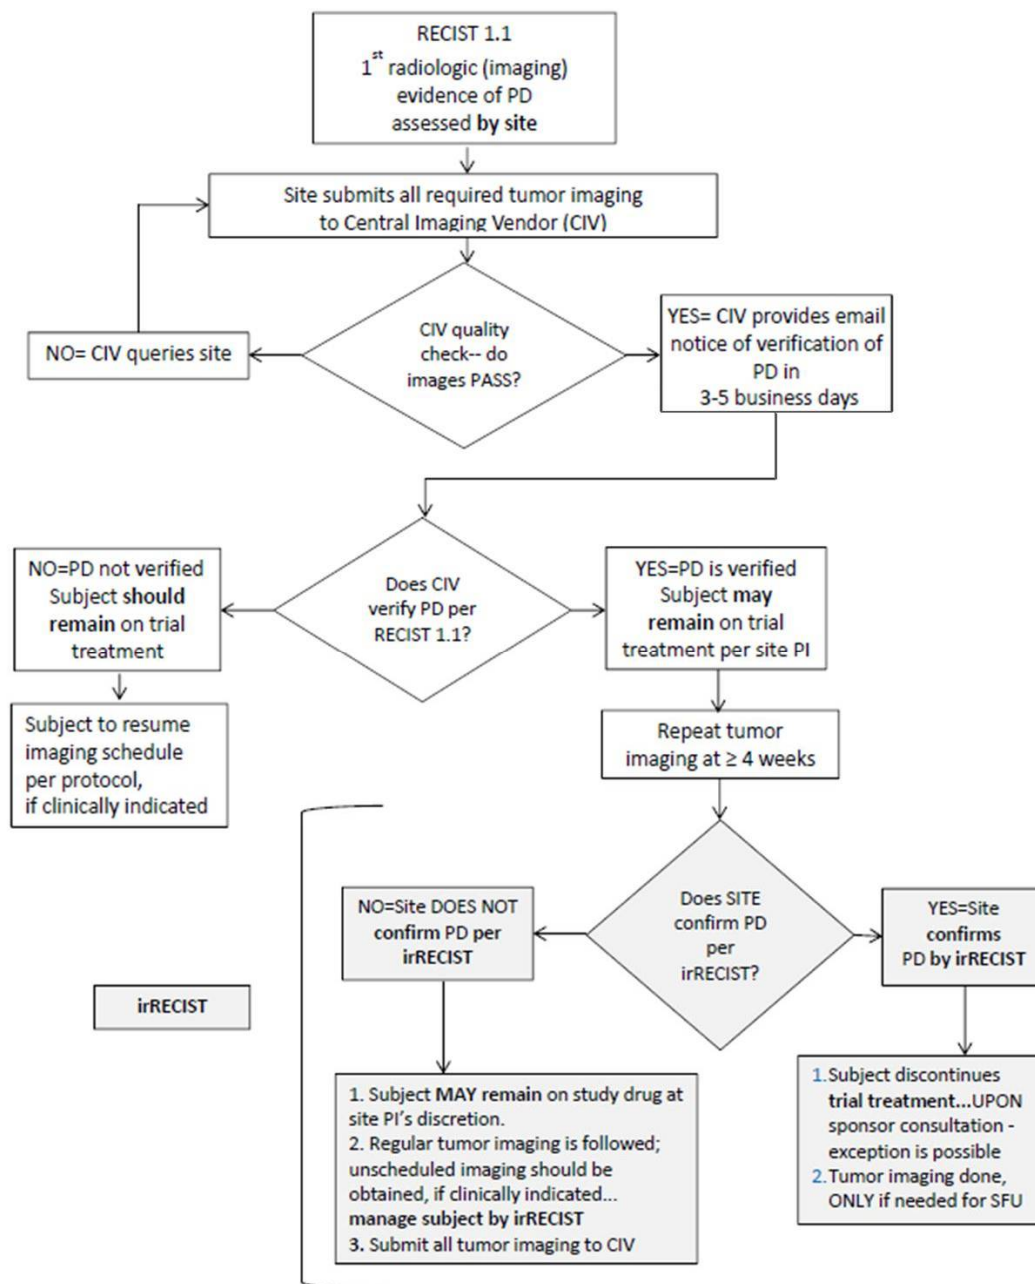 RECIST 1.1
1st radiologic (imaging)
evidence of PD
assessed by site
Site submits all required tumor imaging
to Central Imaging Vendor (CIV)
NO= CIV queries site
CIV quality
check-- do
images PASS?
YES= CIV provides email
notice of verification of
PD in
3-5 business days
NO=PD not verified
Subject should
remain on trial
treatment
Does CIV
verify PD per
RECIST 1.1?
YES=PD is verified
Subject may
remain on trial
treatment per site PI
Subject to resume
imaging schedule
per protocol,
if clinically indicated
Repeat tumor
imaging at ≥ 4 weeks
NO=Site DOES NOT
confirm PD per
irRECIST
Does SITE
confirm PD
per
irRECIST?
YES=Site
confirms
PD by irRECIST
irRECIST
1. Subject MAY remain on study drug at
site PI's discretion.
2. Regular tumor imaging is followed;
unscheduled imaging should be
obtained, if clinically indicated...
manage subject by irRECIST
3. Submit all tumor imaging to CIV
1. Subject discontinues
trial treatment...UPON
sponsor consultation -
exception is possible
2. Tumor imaging done,
ONLY if needed for SFU